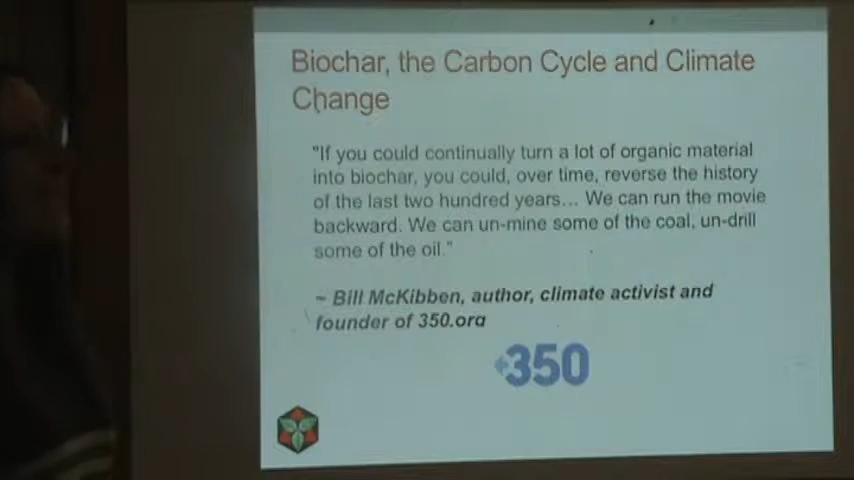 Biochar, the Carbon Cycle and Climate
Change
"If you could continually turn a lot of organic material
into biochar, you could, over time, reverse the history
of the last two hundred years... We can run the movie
backward. We can un-mine some of the coal, un-drill
some of the oil."
~ Bill McKibben, author, climate activist and
founder of 350.org
350